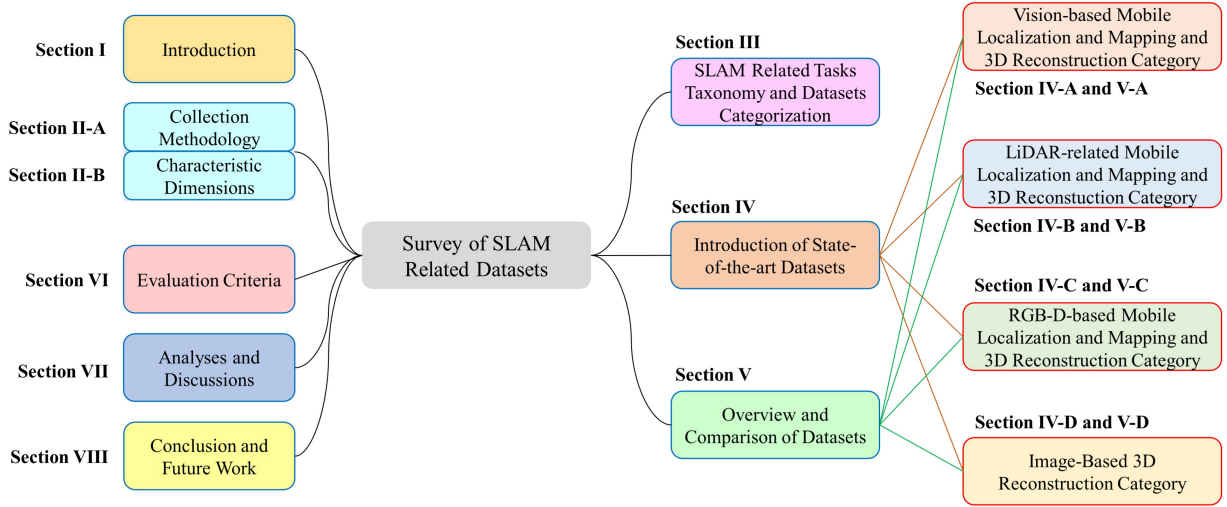 Section I
Introduction
Section II-A
Collection
Methodology
Section II-B
Characteristic
Dimensions
Section VI
Evaluation Criteria
Section VII
Analyses and
Discussions
Section VIII
Conclusion and
Future Work
Survey of SLAM
Related Datasets
Section III
SLAM Related Tasks
Taxonomy and Datasets
Categorization
Section IV
Introduction of State-
of-the-art Datasets
Section V
Overview and
Comparison of Datasets
Vision-based Mobile
Localization and Mapping and
3D Reconstruction Category
Section IV-A and V-A
LiDAR-related Mobile
Localization and Mapping and
3D Reconstuction Category
Section IV-B and V-B
Section IV-C and V-C
RGB-D-based Mobile
Localization and Mapping and
3D Reconstruction Category
Section IV-D and V-D
Image-Based 3D
Reconstruction Category